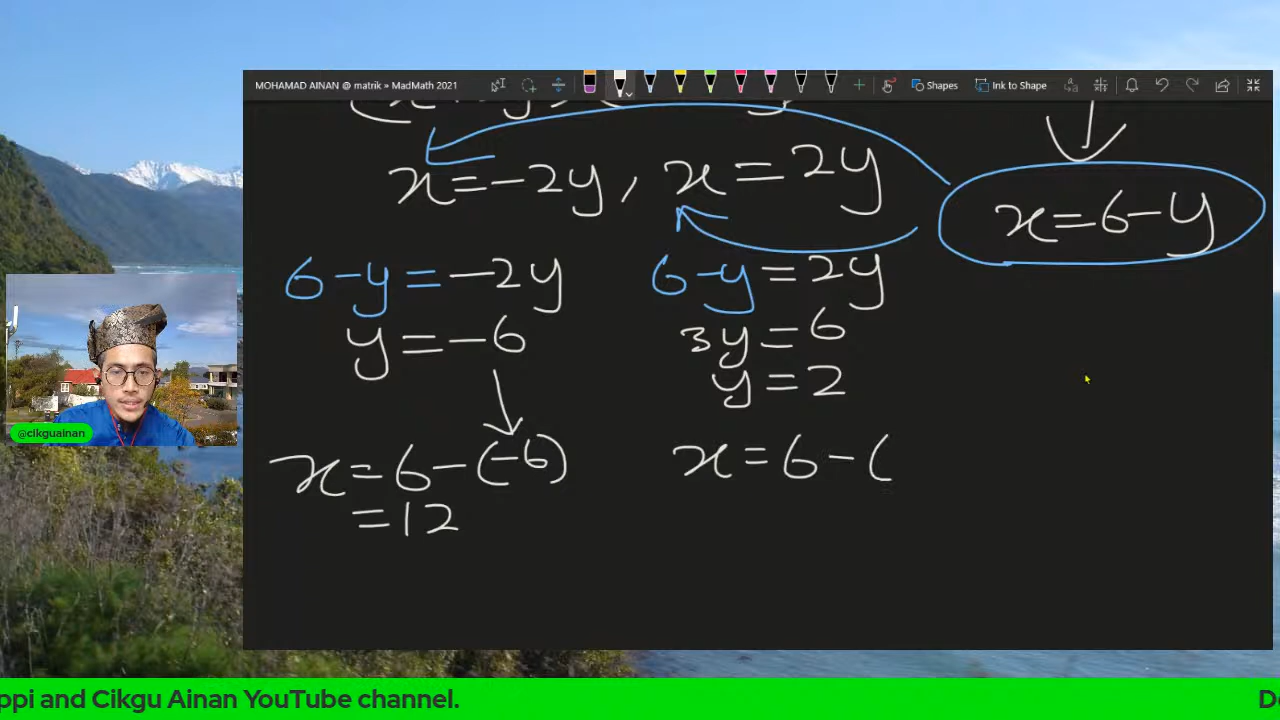 MOHAMAD AINAN @ matrik » MadMath 2021
Shapes
Ink to Shape
x=-2y, x=2y
x=6-y
6-y=-2y
6-y=2y
y=-6
3y=6
y=2
x=6-(-6)
x=6-(
=12
@cikguainan
ppi and Cikgu Ainan YouTube channel.